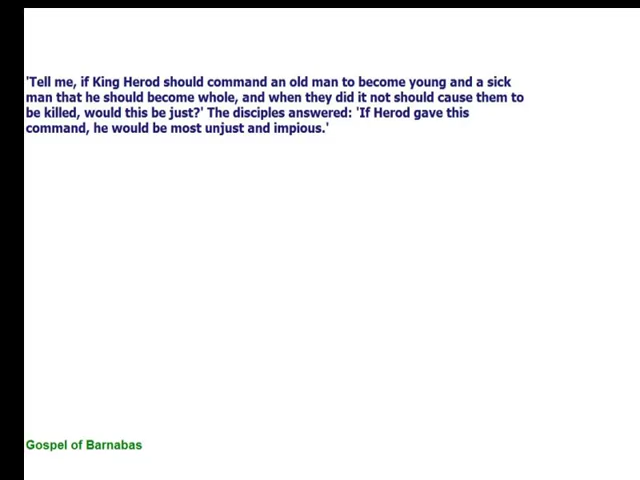 'Tell me, if King Herod should command an old man to become young and a sick
man that he should become whole, and when they did it not should cause them to
be killed, would this be just?' The disciples answered: 'If Herod gave this
command, he would be most unjust and impious.'
Gospel of Barnabas